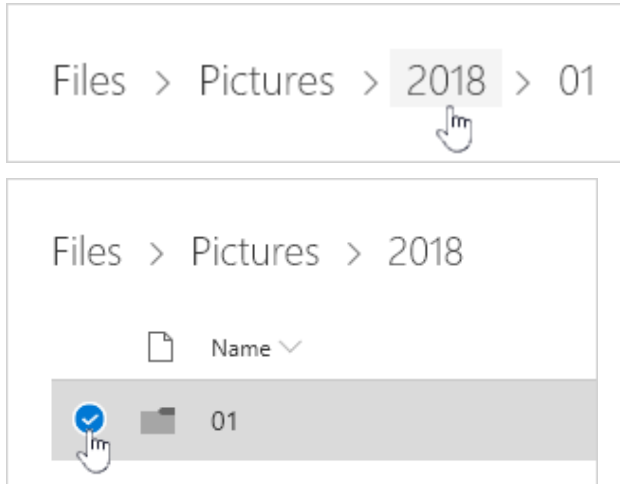 Files > Pictures > 2018 > 01
Files > Pictures > 2018
Name
01